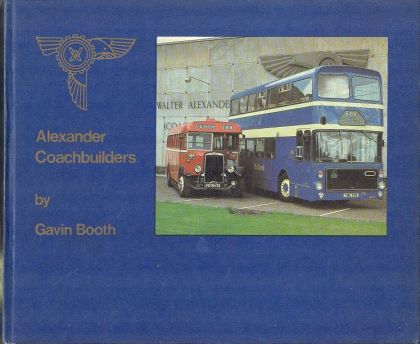 Alexander
Coachbuilders
by
Gavin Booth
WALTER ALEXANDER